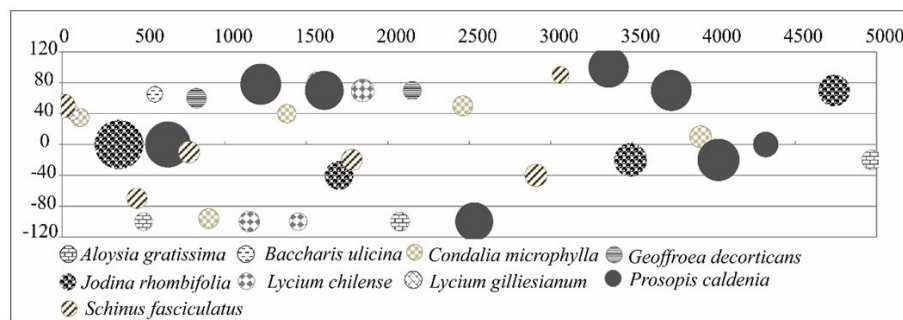 0 500 1000 1500 2000 2500 3000 3500 4000 4500 5000
120
80
40
0
-40
-80
-120
Aloysia gratissima Baccharis ulicina Condalia microphylla Geoffroea decorticans
Jodina rhombifolia Lycium chilense Lycium gilliesianum Prosopis caldenia
Schinus fasciculatus